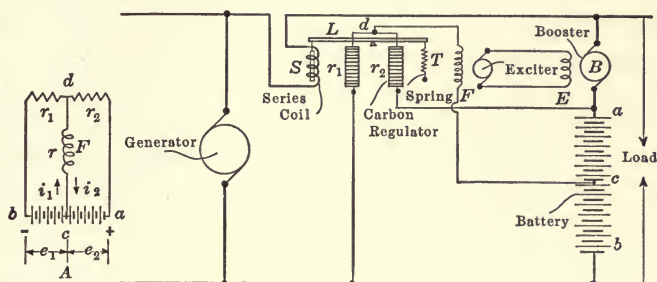 L d
S r1 r2 T F
Series Coil
Spring
Carbon Regulator
Exciter
E
Booster
B
a
Load
c
Battery
b
Generator
d
r1 r2
r F
i1 i2
b a
- c +
e1 e2
A